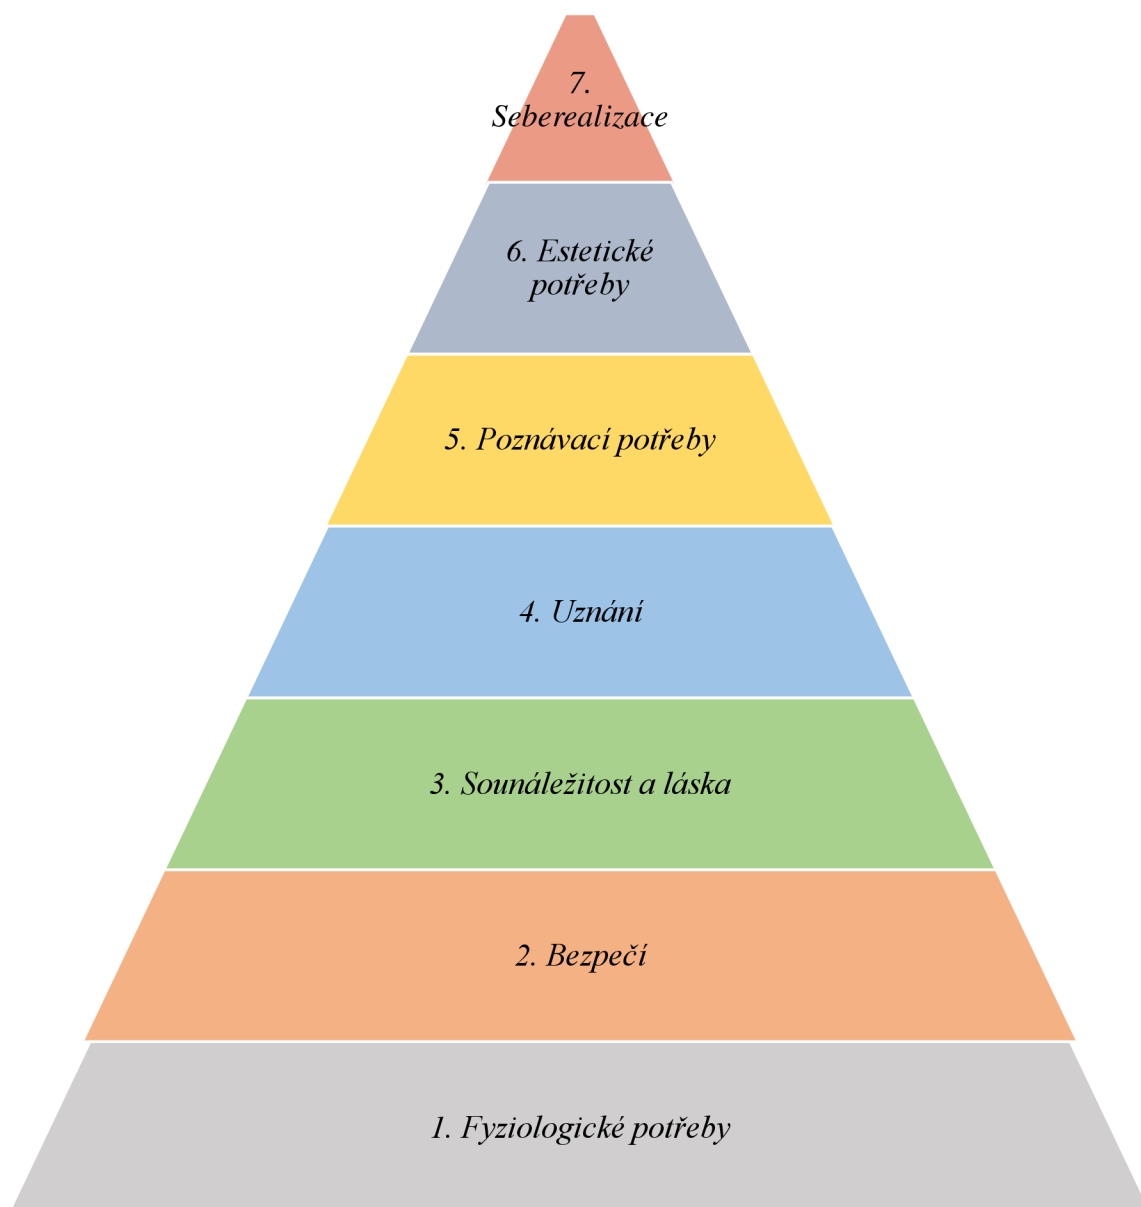 7.
Seberealizace
6. Estetické
potřeby
5. Poznávací potřeby
4. Uznání
3. Sounáležitost a láska
2. Bezpečí
1. Fyziologické potřeby